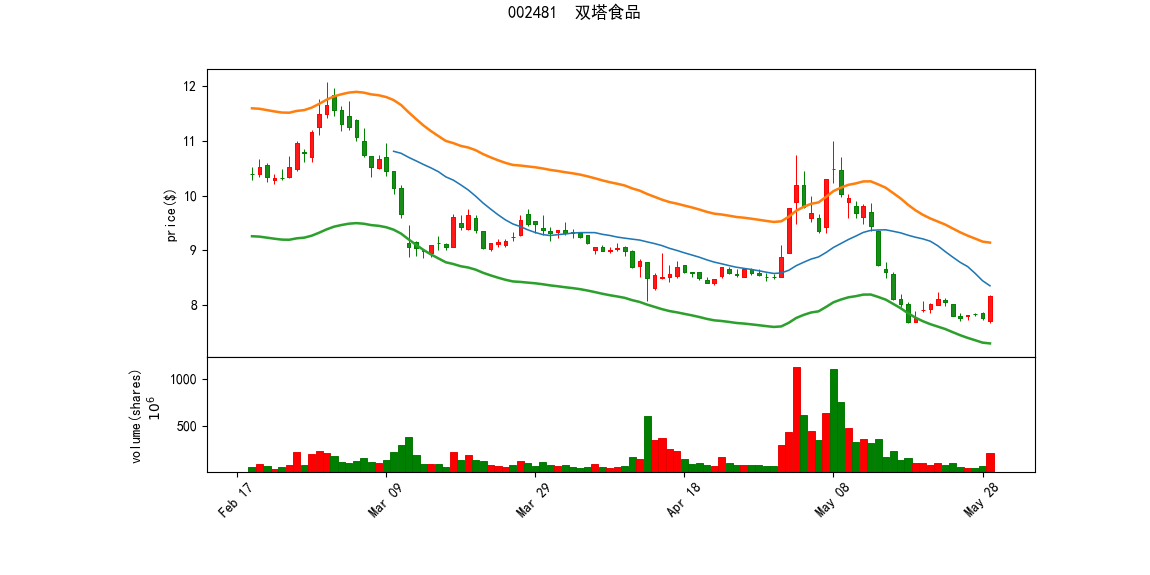 002481  双塔食品
price($)
12
11
10
9
8
volume(shares)
10^6
1000
500
Feb 17
Mar 09
Mar 29
Apr 18
May 08
May 28